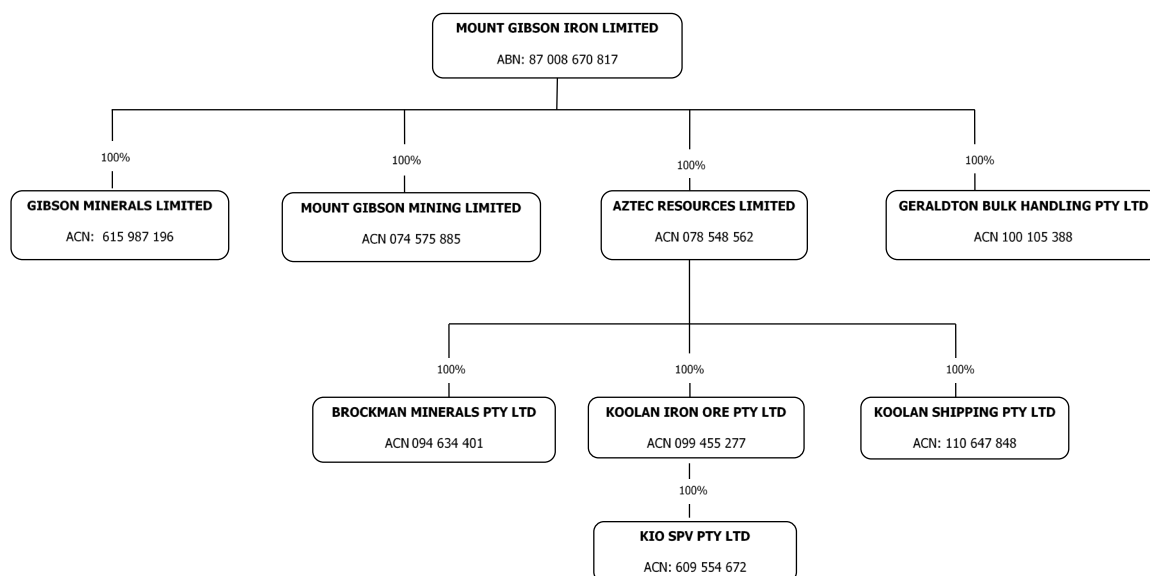 MOUNT GIBSON IRON LIMITED
ABN: 87 008 670 817
100%
100%
100%
100%
GIBSON MINERALS LIMITED
ACN: 615 987 196
MOUNT GIBSON MINING LIMITED
ACN 074 575 885
AZTEC RESOURCES LIMITED
ACN 078 548 562
GERALDTON BULK HANDLING PTY LTD
ACN 100 105 388
100%
100%
100%
BROCKMAN MINERALS PTY LTD
ACN 094 634 401
KOOLAN IRON ORE PTY LTD
ACN 099 455 277
KOOLAN SHIPPING PTY LTD
ACN: 110 647 848
100%
KIO SPV PTY LTD
ACN: 609 554 672